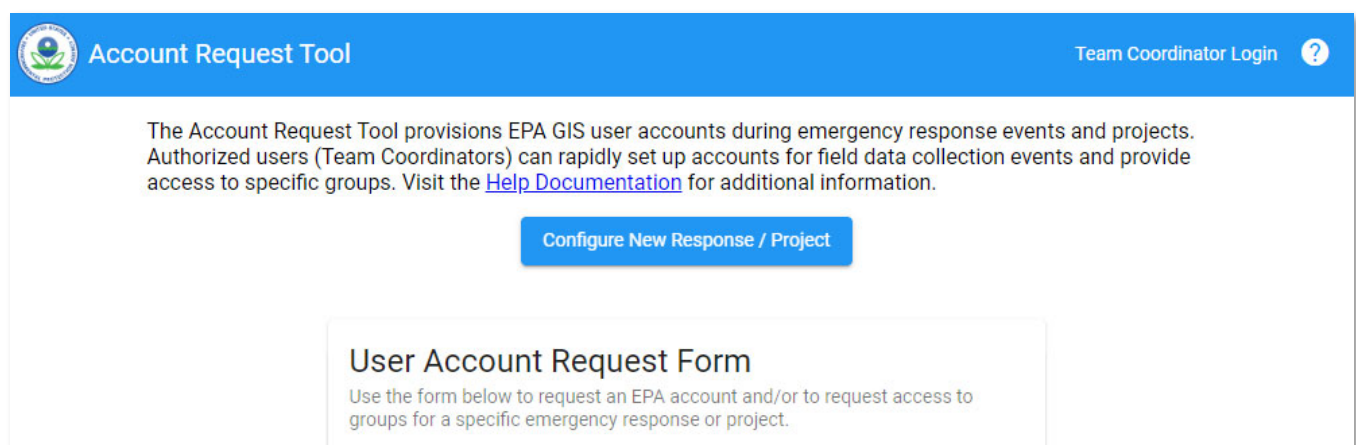 Account Request Tool
Team Coordinator Login ?
The Account Request Tool provisions EPA GIS user accounts during emergency response events and projects.
Authorized users (Team Coordinators) can rapidly set up accounts for field data collection events and provide
access to specific groups. Visit the Help Documentation for additional information.
Configure New Response / Project
User Account Request Form
Use the form below to request an EPA account and/or to request access to
groups for a specific emergency response or project.